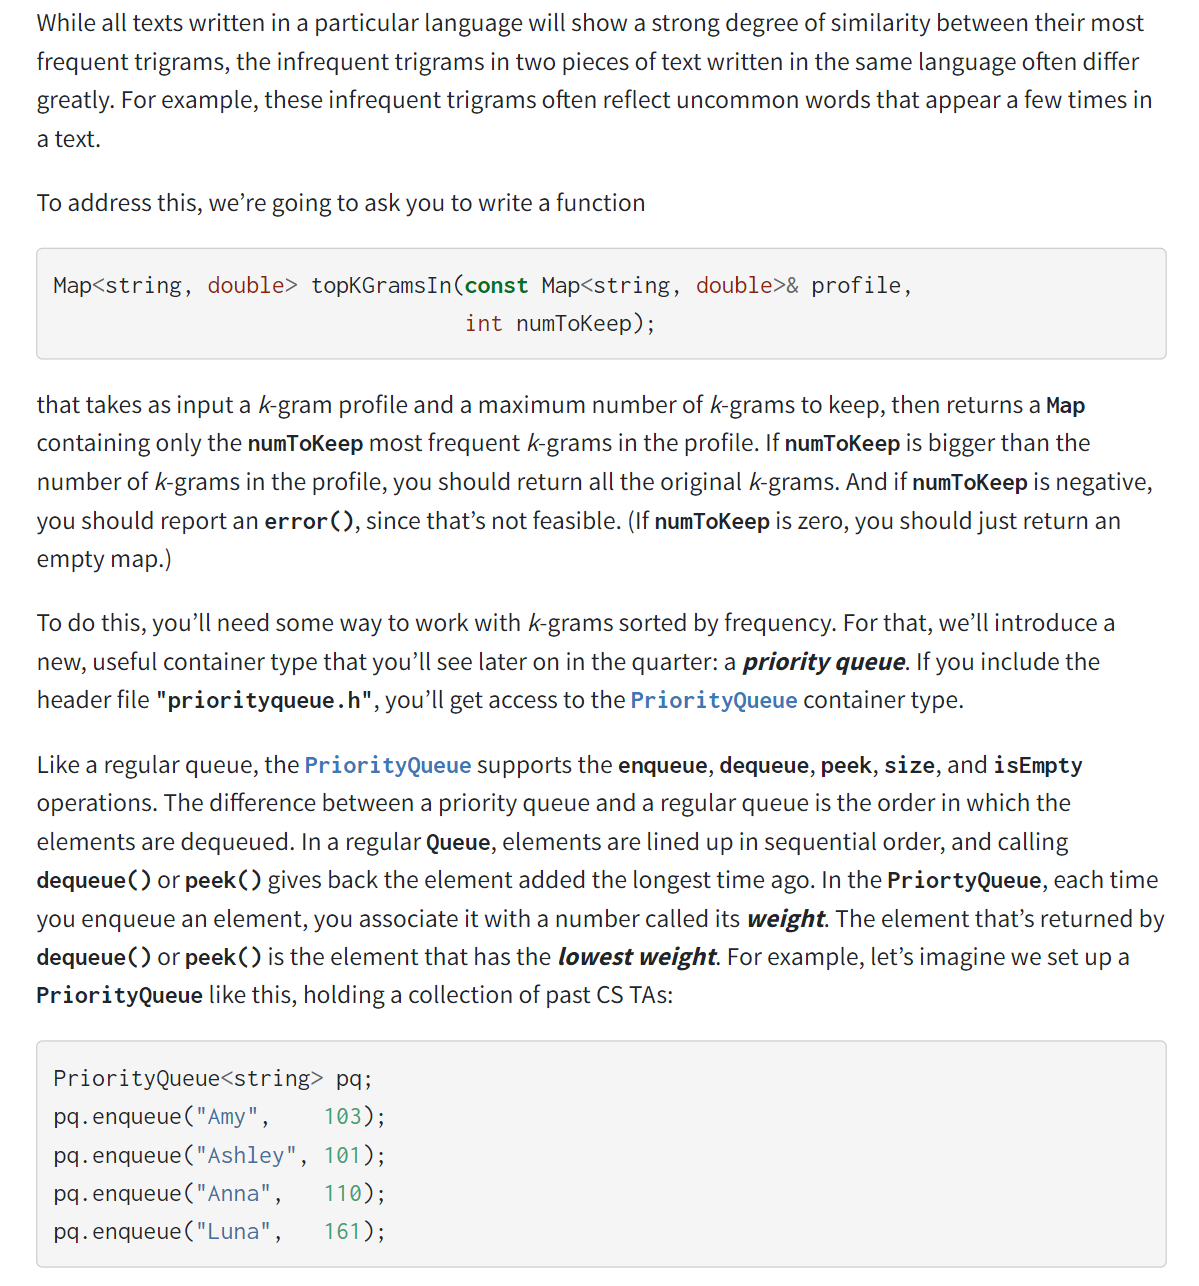 While all texts written in a particular language will show a strong degree of similarity between their most
frequent trigrams, the infrequent trigrams in two pieces of text written in the same language often differ
greatly. For example, these infrequent trigrams often reflect uncommon words that appear a few times in
a text.
To address this, we’re going to ask you to write a function
Map<string, double> topKGramsIn(const Map<string, double>& profile,
int numToKeep);
that takes as input a k-gram profile and a maximum number of k-grams to keep, then returns a Map
containing only the numToKeep most frequent k-grams in the profile. If numToKeep is bigger than the
number of k-grams in the profile, you should return all the original k-grams. And if numToKeep is negative,
you should report an error(), since that’s not feasible. (If numToKeep is zero, you should just return an
empty map.)
To do this, you’ll need some way to work with k-grams sorted by frequency. For that, we’ll introduce a
new, useful container type that you’ll see later on in the quarter: a priority queue. If you include the
header file "priorityqueue.h", you’ll get access to the PriorityQueue container type.
Like a regular queue, the PriorityQueue supports the enqueue, dequeue, peek, size, and isEmpty
operations. The difference between a priority queue and a regular queue is the order in which the
elements are dequeued. In a regular Queue, elements are lined up in sequential order, and calling
dequeue() or peek() gives back the element added the longest time ago. In the PriortyQueue, each time
you enqueue an element, you associate it with a number called its weight. The element that’s returned by
dequeue() or peek() is the element that has the lowest weight. For example, let’s imagine we set up a
PriorityQueue like this, holding a collection of past CS TAs:
PriorityQueue<string> pq;
pq.enqueue("Amy", 103);
pq.enqueue("Ashley", 101);
pq.enqueue("Anna", 110);
pq.enqueue("Luna", 161);